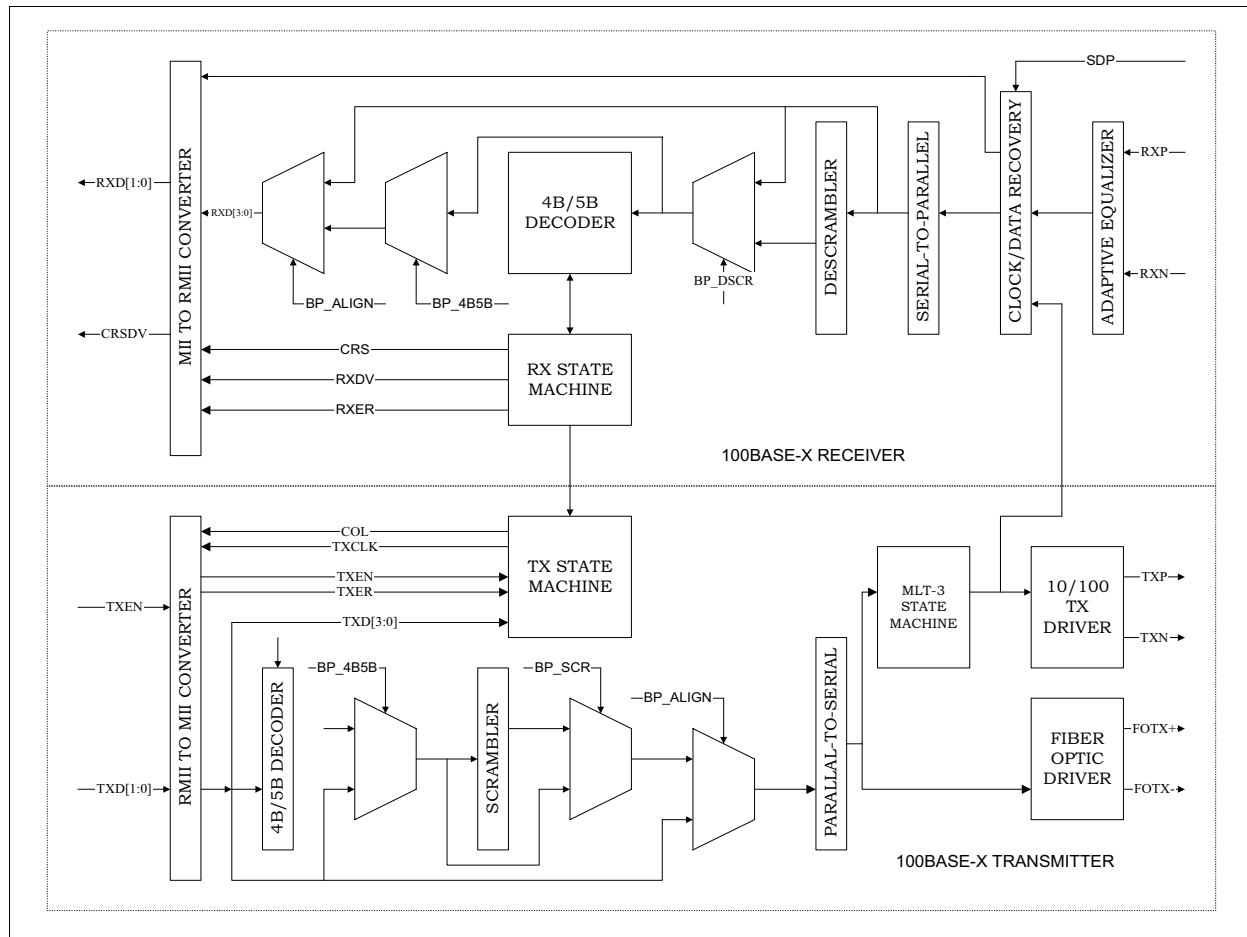 SDP
MII TO RMII CONVERTER
RXD[1:0]
CRSDV
RXD[3:0]
BP_ALIGN
BP_4B5B
4B/5B
DECODER
BP_DSCR
DESCRAMBLER
SERIAL-TO-PARALLEL
CLOCK/DATA RECOVERY
ADAPTIVE EQUALIZER
RXP
RXN
CRS
RXDV
RXER
RX STATE
MACHINE
100BASE-X RECEIVER
RMII TO MII CONVERTER
TXEN
TXD[1:0]
COL
TXCLK
TXEN
TXER
TXD[3:0]
TX STATE
MACHINE
4B/5B DECODER
BP_4B5B
SCRAMBLER
BP_SCR
BP_ALIGN
PARALLAL-TO-SERIAL
MLT-3
STATE
MACHINE
10/100
TX
DRIVER
TXP
TXN
FIBER
OPTIC
DRIVER
FOTX+
FOTX-
100BASE-X TRANSMITTER